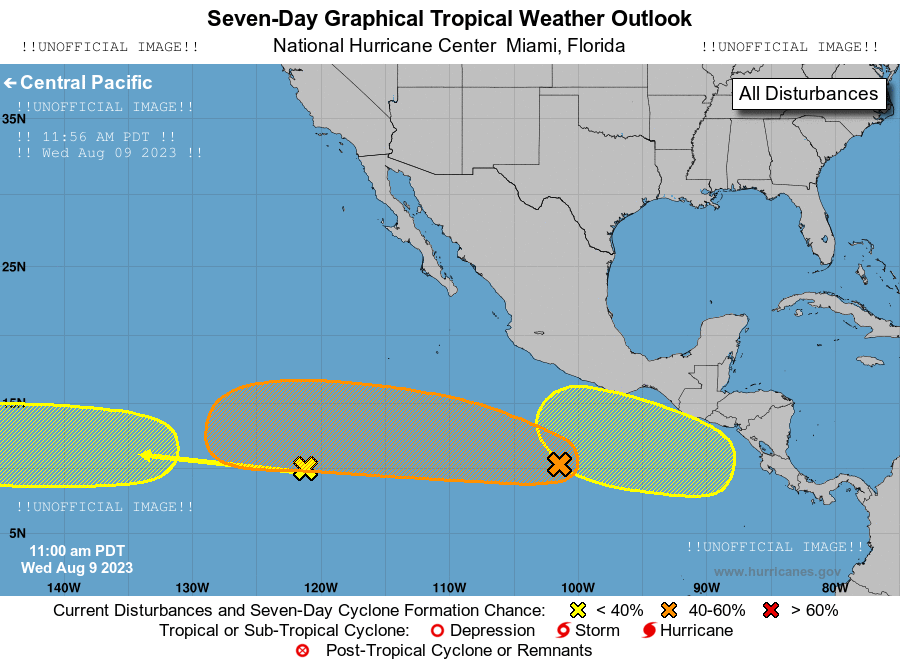 Seven-Day Graphical Tropical Weather Outlook
!!UNOFFICIAL IMAGE!! National Hurricane Center  Miami, Florida !!UNOFFICIAL IMAGE!!
← Central Pacific
All Disturbances
!!UNOFFICIAL IMAGE!!
35N
!! 11:56 AM PDT !!
!! Wed Aug 09 2023 !!
25N
15N
!!UNOFFICIAL IMAGE!!
5N
11:00 am PDT
Wed Aug 9 2023
!!UNOFFICIAL IMAGE!!
www.hurricanes.gov
140W 130W 120W 110W 100W 90W 80W
Current Disturbances and Seven-Day Cyclone Formation Chance: < 40% 40-60% > 60%
Tropical or Sub-Tropical Cyclone: Depression Storm Hurricane
Post-Tropical Cyclone or Remnants